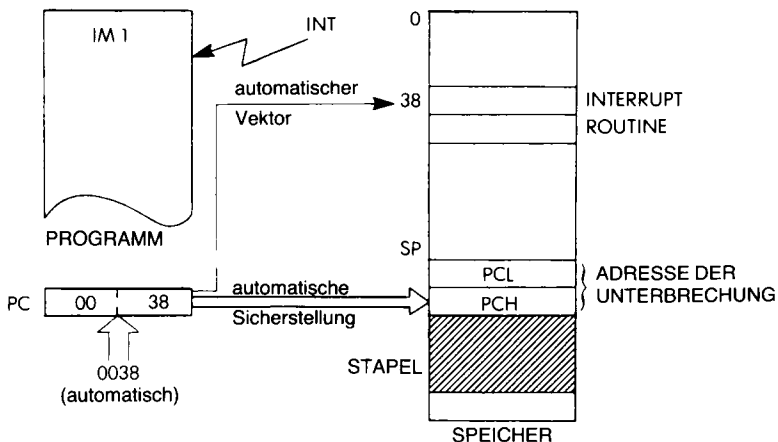 IM 1
INT
automatischer
Vektor
PROGRAMM
PC
00
38
0038
(automatisch)
automatische
Sicherstellung
0
38
INTERRUPT
ROUTINE
SP
PCL
PCH
ADRESSE DER
UNTERBRECHUNG
STAPEL
SPEICHER